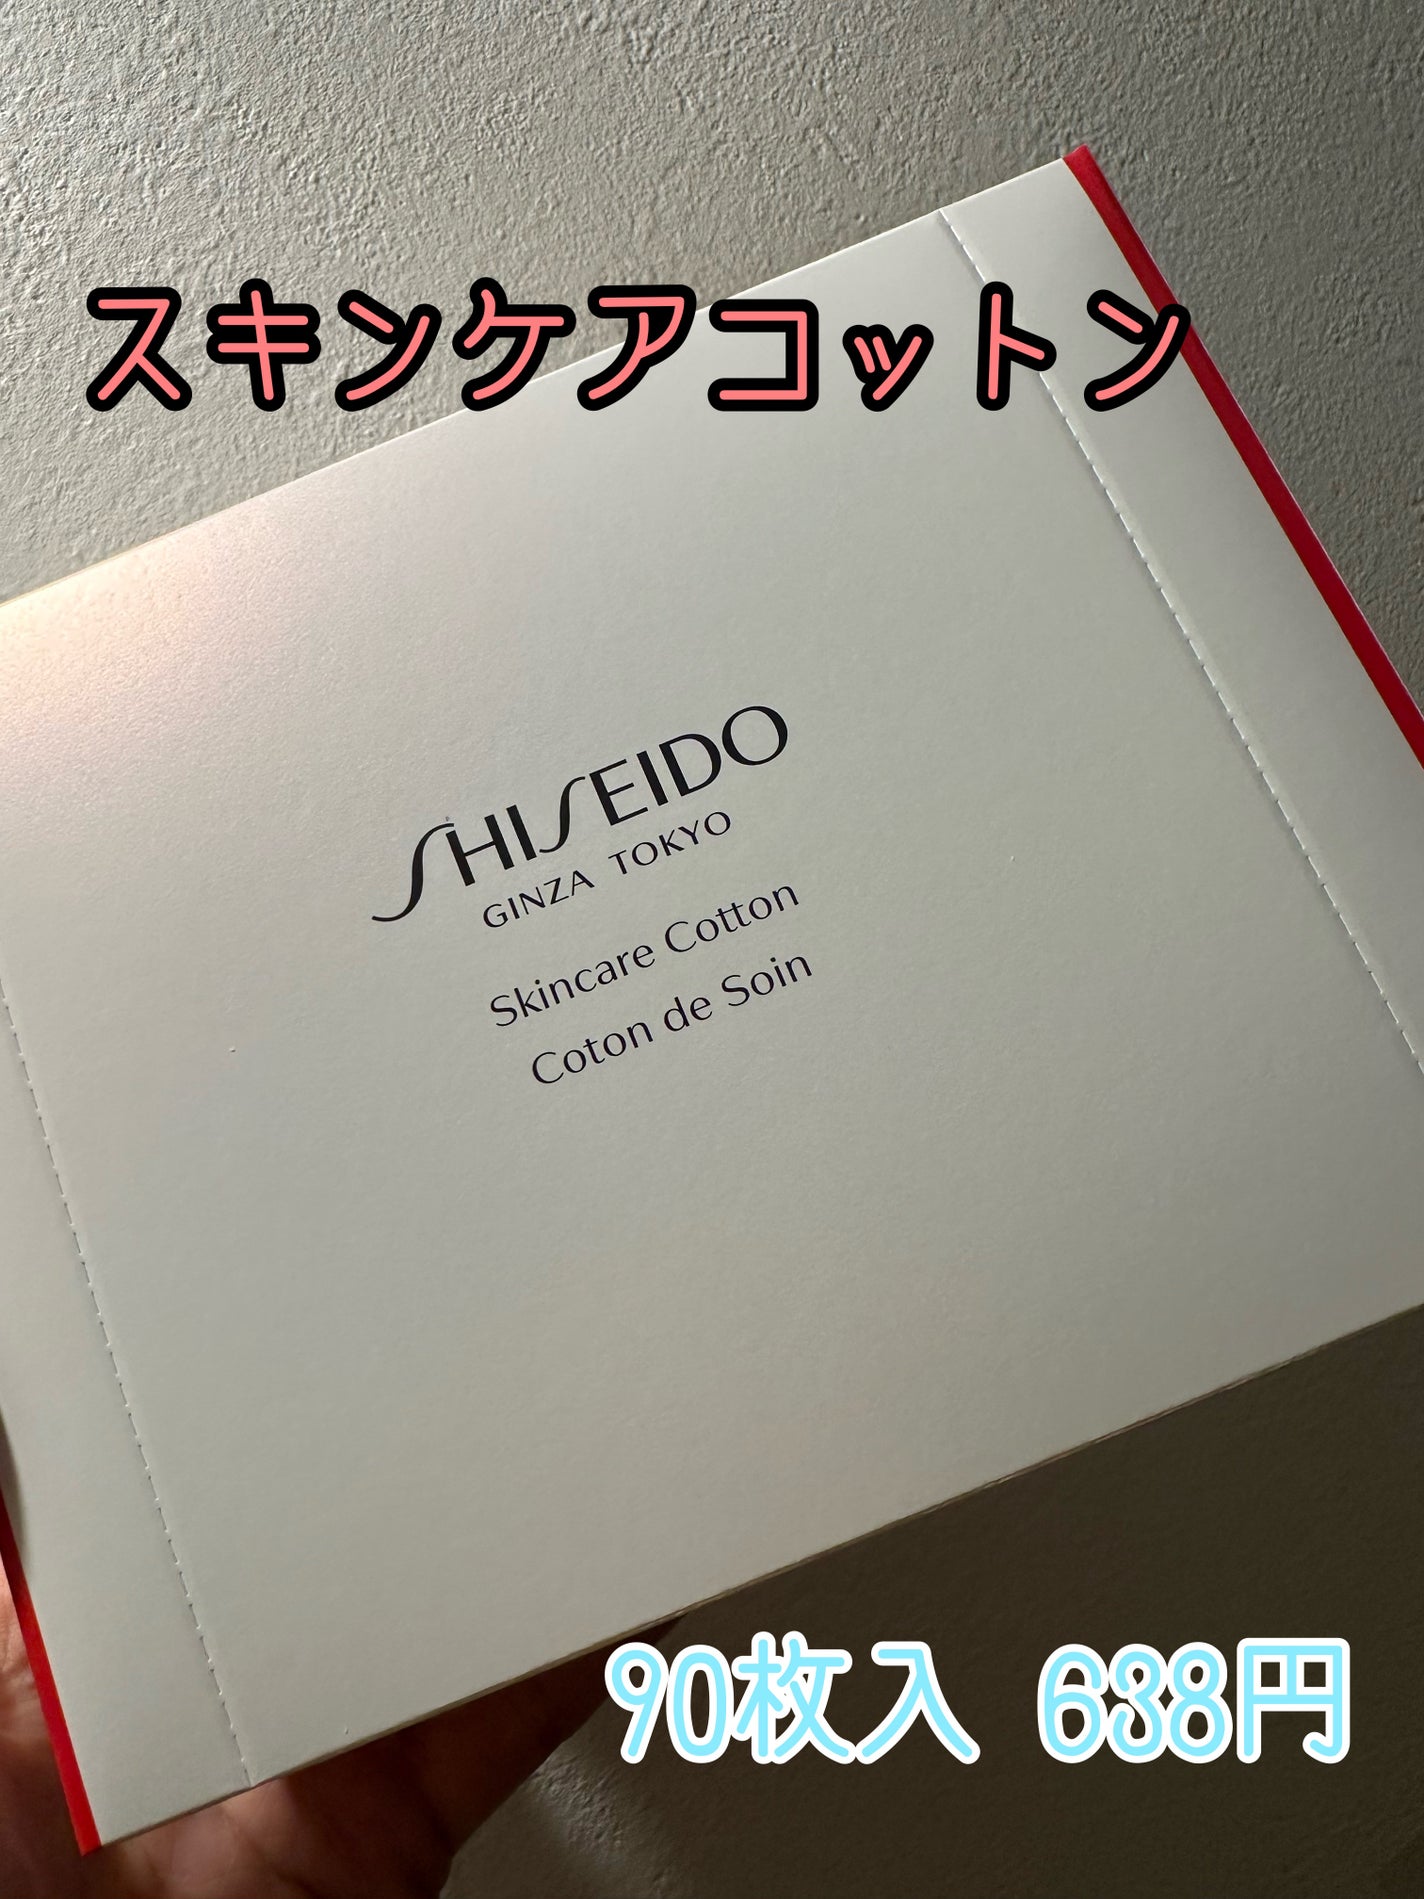 スキンケアコットン
SHISEIDO
GINZA TOKYO
Skincare Cotton
Coton de Soin
90枚入 638円